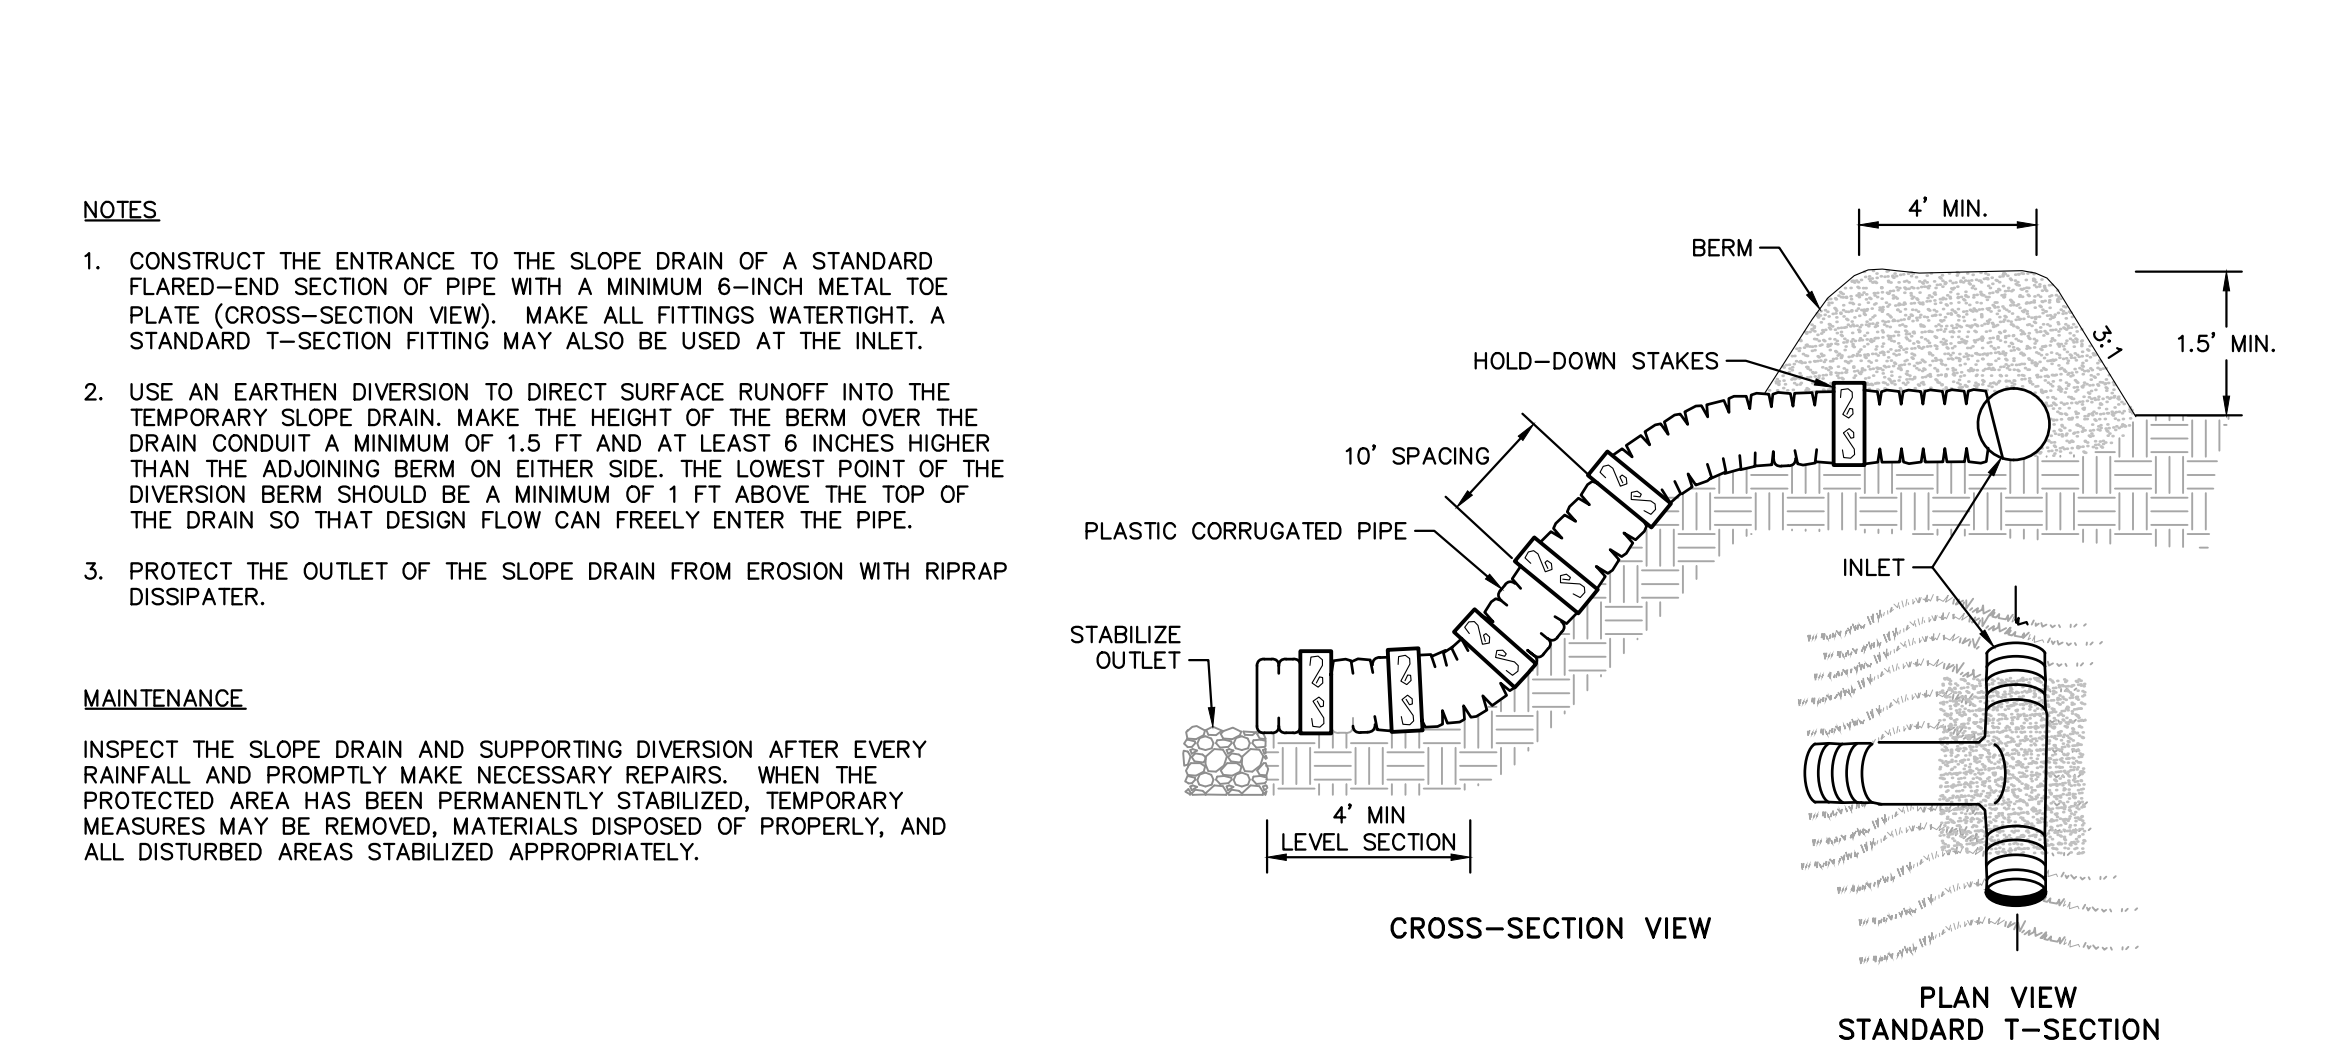 NOTES
1. CONSTRUCT THE ENTRANCE TO THE SLOPE DRAIN OF A STANDARD
FLARED-END SECTION OF PIPE WITH A MINIMUM 6-INCH METAL TOE
PLATE (CROSS-SECTION VIEW). MAKE ALL FITTINGS WATERTIGHT. A
STANDARD T-SECTION FITTING MAY ALSO BE USED AT THE INLET.
2. USE AN EARTHEN DIVERSION TO DIRECT SURFACE RUNOFF INTO THE
TEMPORARY SLOPE DRAIN. MAKE THE HEIGHT OF THE BERM OVER THE
DRAIN CONDUIT A MINIMUM OF 1.5 FT AND AT LEAST 6 INCHES HIGHER
THAN THE ADJOINING BERM ON EITHER SIDE. THE LOWEST POINT OF THE
DIVERSION BERM SHOULD BE A MINIMUM OF 1 FT ABOVE THE TOP OF
THE DRAIN SO THAT DESIGN FLOW CAN FREELY ENTER THE PIPE.
3. PROTECT THE OUTLET OF THE SLOPE DRAIN FROM EROSION WITH RIPRAP
DISSIPATER.
MAINTENANCE
INSPECT THE SLOPE DRAIN AND SUPPORTING DIVERSION AFTER EVERY
RAINFALL AND PROMPTLY MAKE NECESSARY REPAIRS. WHEN THE
PROTECTED AREA HAS BEEN PERMANENTLY STABILIZED, TEMPORARY
MEASURES MAY BE REMOVED, MATERIALS DISPOSED OF PROPERLY, AND
ALL DISTURBED AREAS STABILIZED APPROPRIATELY.
4' MIN.
BERM
3:1
1.5' MIN.
HOLD-DOWN STAKES
10' SPACING
PLASTIC CORRUGATED PIPE
INLET
STABILIZE
OUTLET
4' MIN
LEVEL SECTION
CROSS-SECTION VIEW
PLAN VIEW
STANDARD T-SECTION